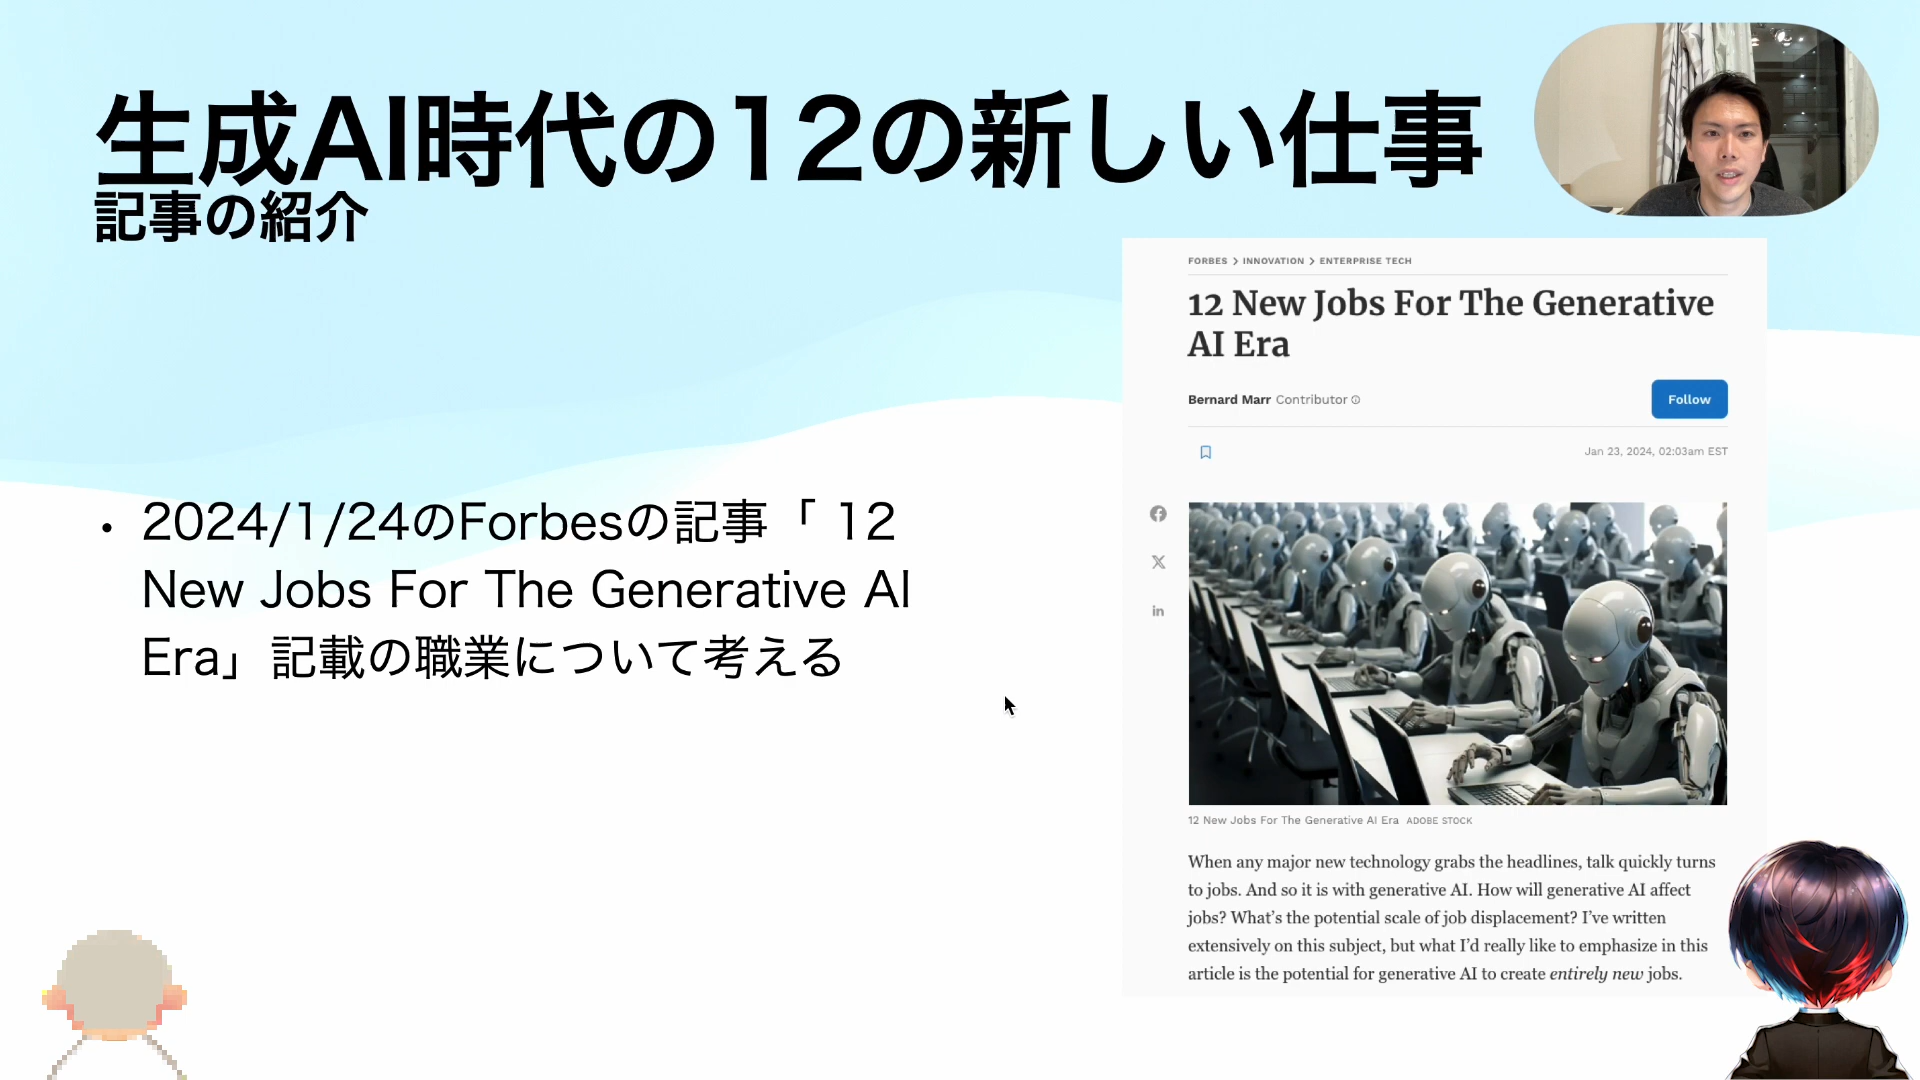 生成AI時代の12の新しい仕事
記事の紹介
• 2024/1/24のForbesの記事「 12
New Jobs For The Generative AI
Era」記載の職業について考える
FORBES > INNOVATION > ENTERPRISE TECH
12 New Jobs For The Generative
AI Era
Bernard Marr Contributor
Follow
Jan 23, 2024, 02:03am EST
12 New Jobs For The Generative AI Era ADOBE STOCK
When any major new technology grabs the headlines, talk quickly turns
to jobs. And so it is with generative AI. How will generative AI affect
jobs? What’s the potential scale of job displacement? I’ve written
extensively on this subject, but what I’d really like to emphasize in this
article is the potential for generative AI to create entirely new jobs.